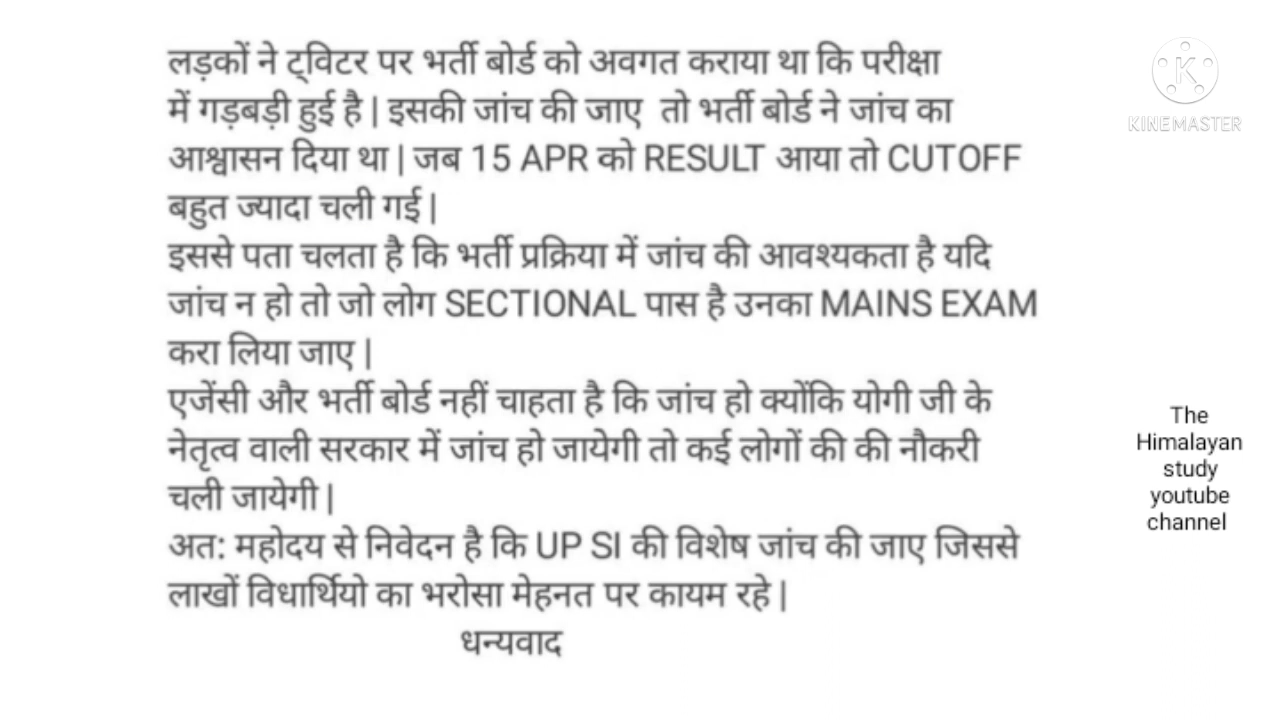 लड़कों ने ट्विटर पर भर्ती बोर्ड को अवगत कराया था कि परीक्षा
में गड़बड़ी हुई है | इसकी जांच की जाए तो भर्ती बोर्ड ने जांच का
आश्वासन दिया था | जब 15 APR को RESULT आया तो CUTOFF
बहुत ज्यादा चली गई |
इससे पता चलता है कि भर्ती प्रक्रिया में जांच की आवश्यकता है यदि
जांच न हो तो जो लोग SECTIONAL पास है उनका MAINS EXAM
करा लिया जाए |
एजेंसी और भर्ती बोर्ड नहीं चाहता है कि जांच हो क्योंकि योगी जी के
नेतृत्व वाली सरकार में जांच हो जायेगी तो कई लोगों की की नौकरी
चली जायेगी |
अत: महोदय से निवेदन है कि UP SI की विशेष जांच की जाए जिससे
लाखों विधार्थियो का भरोसा मेहनत पर कायम रहे |
धन्यवाद
K
KINEMASTER
The
Himalayan
study
youtube
channel